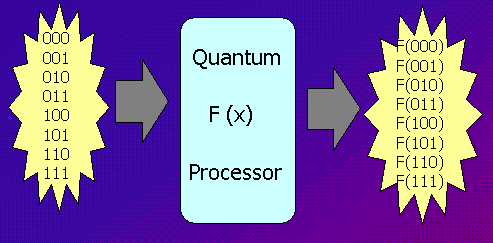 000
001
010
011
100
101
110
111
Quantum
F (x)
Processor
F(000)
F(001)
F(010)
F(011)
F(100)
F(101)
F(110)
F(111)